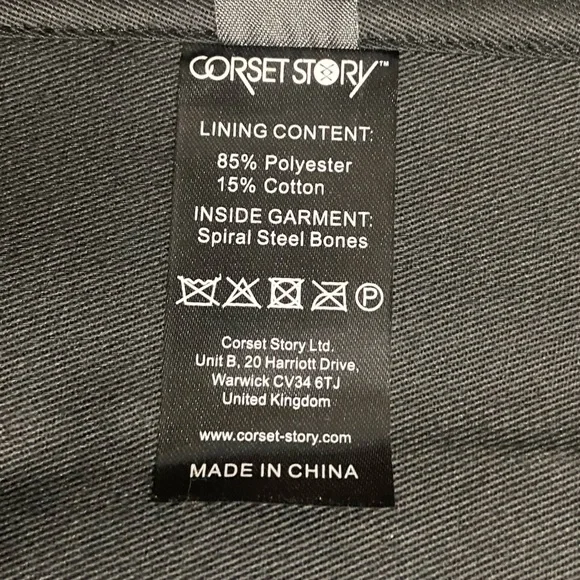 CORSET STORY™
LINING CONTENT:
85% Polyester
15% Cotton
INSIDE GARMENT:
Spiral Steel Bones
P
Corset Story Ltd.
Unit B, 20 Harriott Drive,
Warwick CV34 6TJ
United Kingdom
www.corset-story.com
MADE IN CHINA